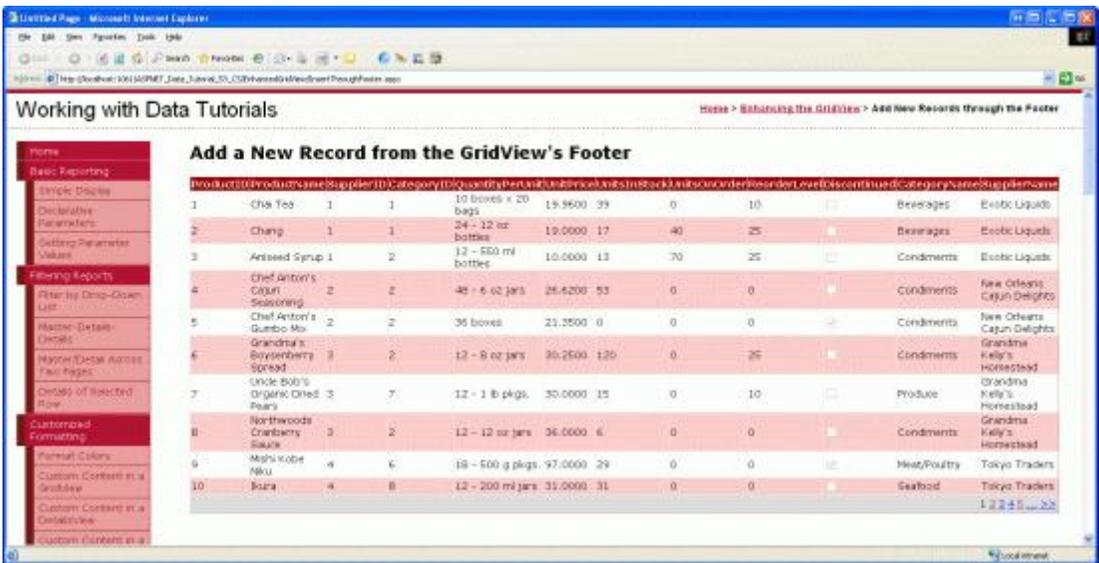 Untitled Page - Microsoft Internet Explorer
File Edit View Favorites Tools Help
Search Favorites
Working with Data Tutorials
Home > Enhancing the GridView > Add New Records through the Footer
Home
Basic Reporting
Simple Display
Declarative Parameters
Setting Parameter Values
Filtering Reports
Filter by Drop-Down List
Master-Details-Details
Master/Detail Across Two Pages
Details of Selected Row
Customized Formatting
Format Colors
Custom Content in a GridView
Custom Content in a DetailsView
Custom Content in a
Add a New Record from the GridView's Footer
ProductID ProductName SupplierID CategoryID QuantityPerUnit UnitPrice UnitsInStock UnitsOnOrder ReorderLevel Discontinued CategoryName SupplierName
1 Chai Tea 1 1 10 boxes x 20 bags 19.9600 39 0 10 Beverages Exotic Liquids
2 Chang 1 1 24 - 12 oz bottles 19.0000 17 40 25 Beverages Exotic Liquids
3 Aniseed Syrup 1 2 12 - 550 ml bottles 10.0000 13 70 25 Condiments Exotic Liquids
4 Chef Anton's Cajun Seasoning 2 2 48 - 6 oz jars 26.6200 53 0 0 Condiments New Orleans Cajun Delights
5 Chef Anton's Gumbo Mix 2 2 36 boxes 21.3500 0 0 0 Condiments New Orleans Cajun Delights
6 Grandma's Boysenberry Spread 3 2 12 - 8 oz jars 30.2500 120 0 25 Condiments Grandma Kelly's Homestead
7 Uncle Bob's Organic Dried Pears 3 7 12 - 1 lb pkgs. 30.0000 15 0 10 Produce Grandma Kelly's Homestead
8 Northwoods Cranberry Sauce 3 2 12 - 12 oz jars 36.0000 6 0 0 Condiments Grandma Kelly's Homestead
9 Mishi Kobe Niku 4 6 18 - 500 g pkgs. 97.0000 29 0 0 Meat/Poultry Tokyo Traders
10 Ikura 4 8 12 - 200 ml jars 31.0000 31 0 0 Seafood Tokyo Traders
1 2 3 4 5 ... >>
Local intranet